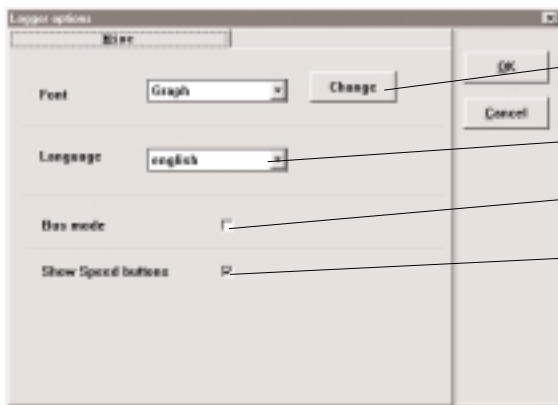 Logger options
Misc
Font
Graph
Change
OK
Cancel
Language
english
Bus mode
Show Speed buttons